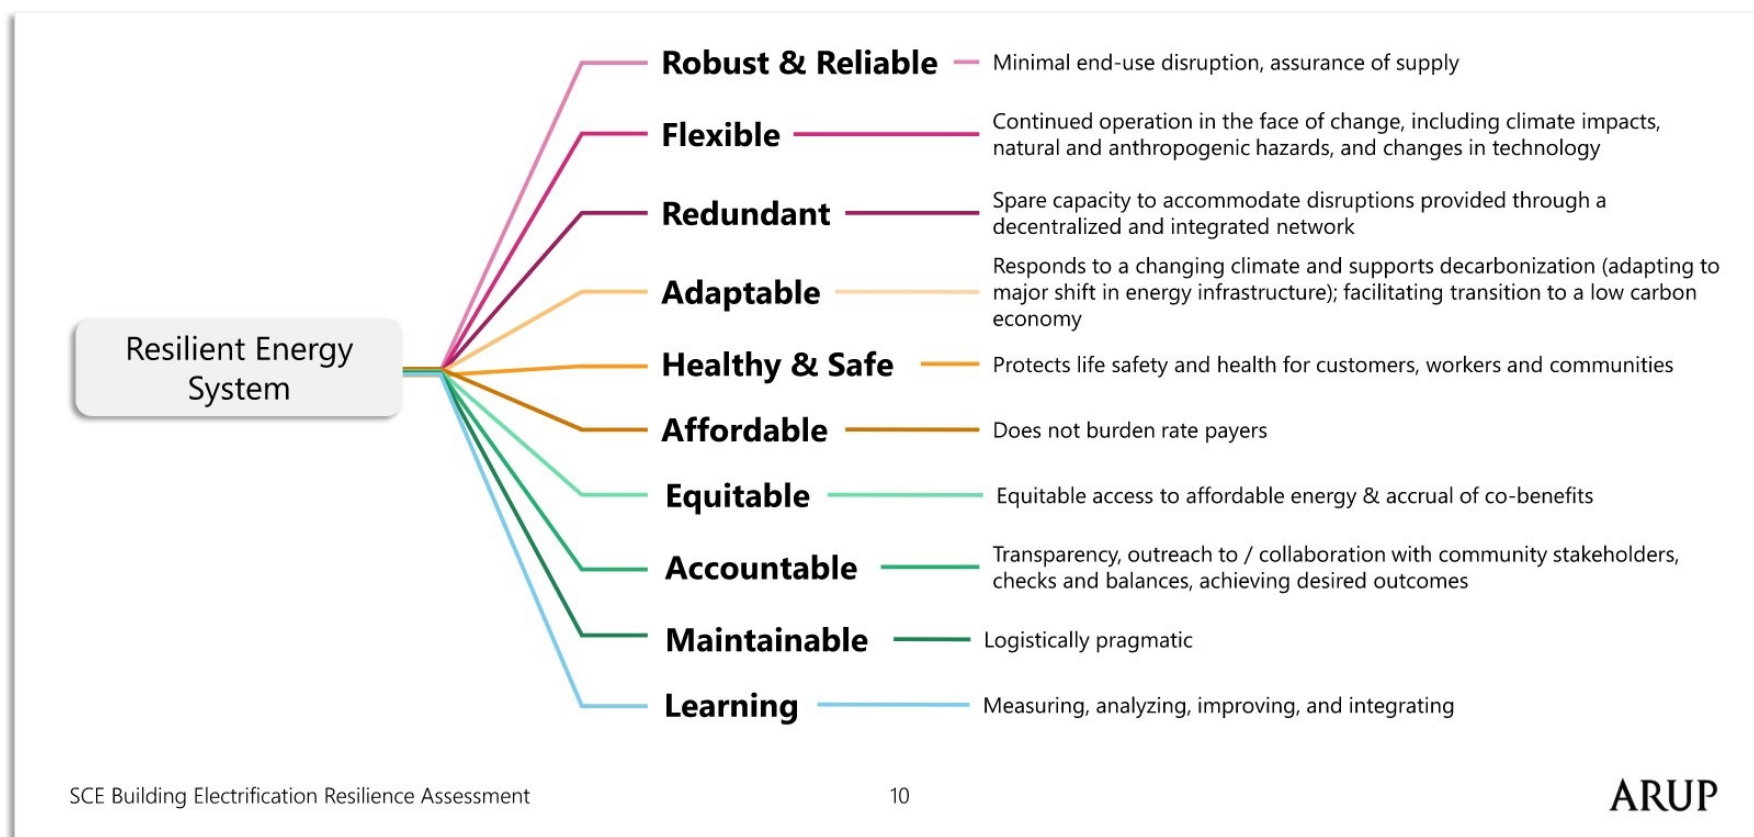 Robust & Reliable
Minimal end-use disruption, assurance of supply
Flexible
Continued operation in the face of change, including climate impacts,
natural and anthropogenic hazards, and changes in technology
Redundant
Spare capacity to accommodate disruptions provided through a
decentralized and integrated network
Adaptable
Responds to a changing climate and supports decarbonization (adapting to
major shift in energy infrastructure); facilitating transition to a low carbon
economy
Resilient Energy
System
Healthy & Safe
Protects life safety and health for customers, workers and communities
Affordable
Does not burden rate payers
Equitable
Equitable access to affordable energy & accrual of co-benefits
Accountable
Transparency, outreach to / collaboration with community stakeholders,
checks and balances, achieving desired outcomes
Maintainable
Logistically pragmatic
Learning
Measuring, analyzing, improving, and integrating
SCE Building Electrification Resilience Assessment
10
ARUP